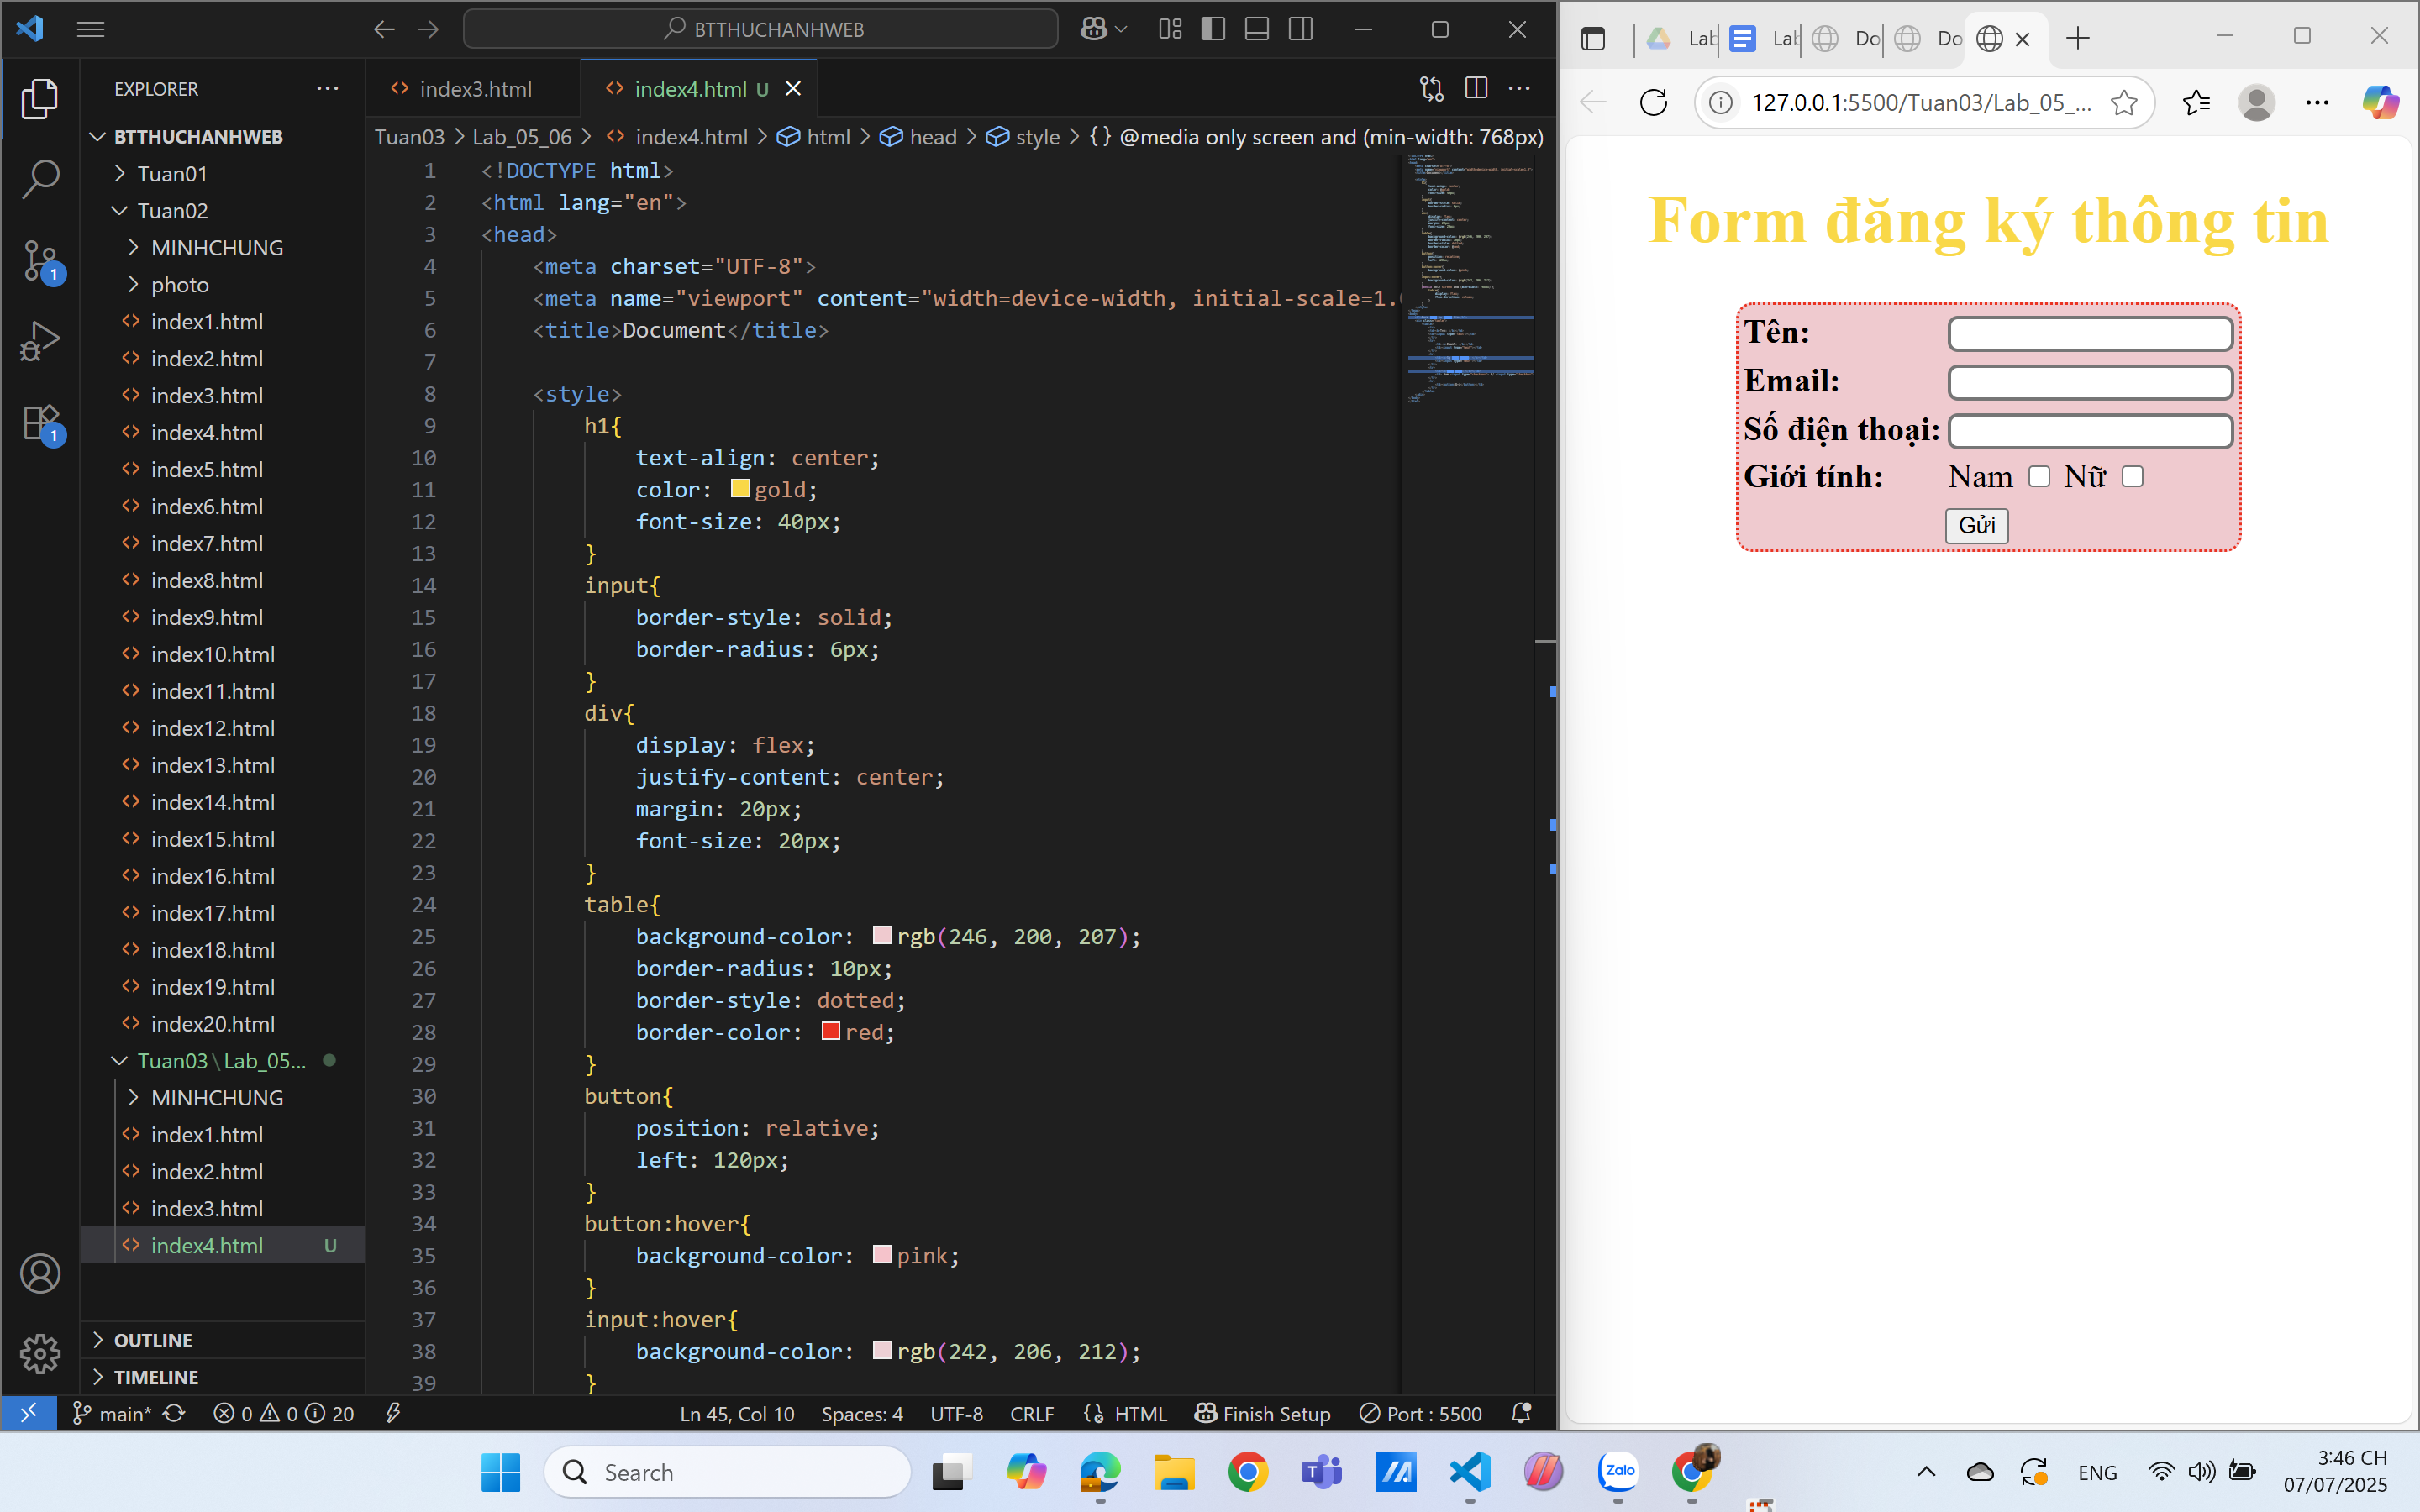 BTTHUCHANHWEB
EXPLORER
BTTHUCHANHWEB
Tuan01
Tuan02
MINHCHUNG
photo
index1.html
index2.html
index3.html
index4.html
index5.html
index6.html
index7.html
index8.html
index9.html
index10.html
index11.html
index12.html
index13.html
index14.html
index15.html
index16.html
index17.html
index18.html
index19.html
index20.html
Tuan03\Lab_05...
MINHCHUNG
index1.html
index2.html
index3.html
index4.html U
OUTLINE
TIMELINE
1
1
index3.html
index4.html U
Tuan03 > Lab_05_06 > index4.html > html > head > style > {} @media only screen and (min-width: 768px)
1 <!DOCTYPE html>
2 <html lang="en">
3 <head>
4 <meta charset="UTF-8">
5 <meta name="viewport" content="width=device-width, initial-scale=1.
6 <title>Document</title>
7
8 <style>
9 h1{
10 text-align: center;
11 color: gold;
12 font-size: 40px;
13 }
14 input{
15 border-style: solid;
16 border-radius: 6px;
17 }
18 div{
19 display: flex;
20 justify-content: center;
21 margin: 20px;
22 font-size: 20px;
23 }
24 table{
25 background-color: rgb(246, 200, 207);
26 border-radius: 10px;
27 border-style: dotted;
28 border-color: red;
29 }
30 button{
31 position: relative;
32 left: 120px;
33 }
34 button:hover{
35 background-color: pink;
36 }
37 input:hover{
38 background-color: rgb(242, 206, 212);
39 }
main* 0 0 20 Ln 45, Col 10 Spaces: 4 UTF-8 CRLF HTML Finish Setup Port : 5500
Lab Lab Do Do
127.0.0.1:5500/Tuan03/Lab_05_...
Form đăng ký thông tin
Tên:
Email:
Số điện thoại:
Giới tính: Nam Nữ
Gửi
Search
Zalo
ENG
3:46 CH
07/07/2025